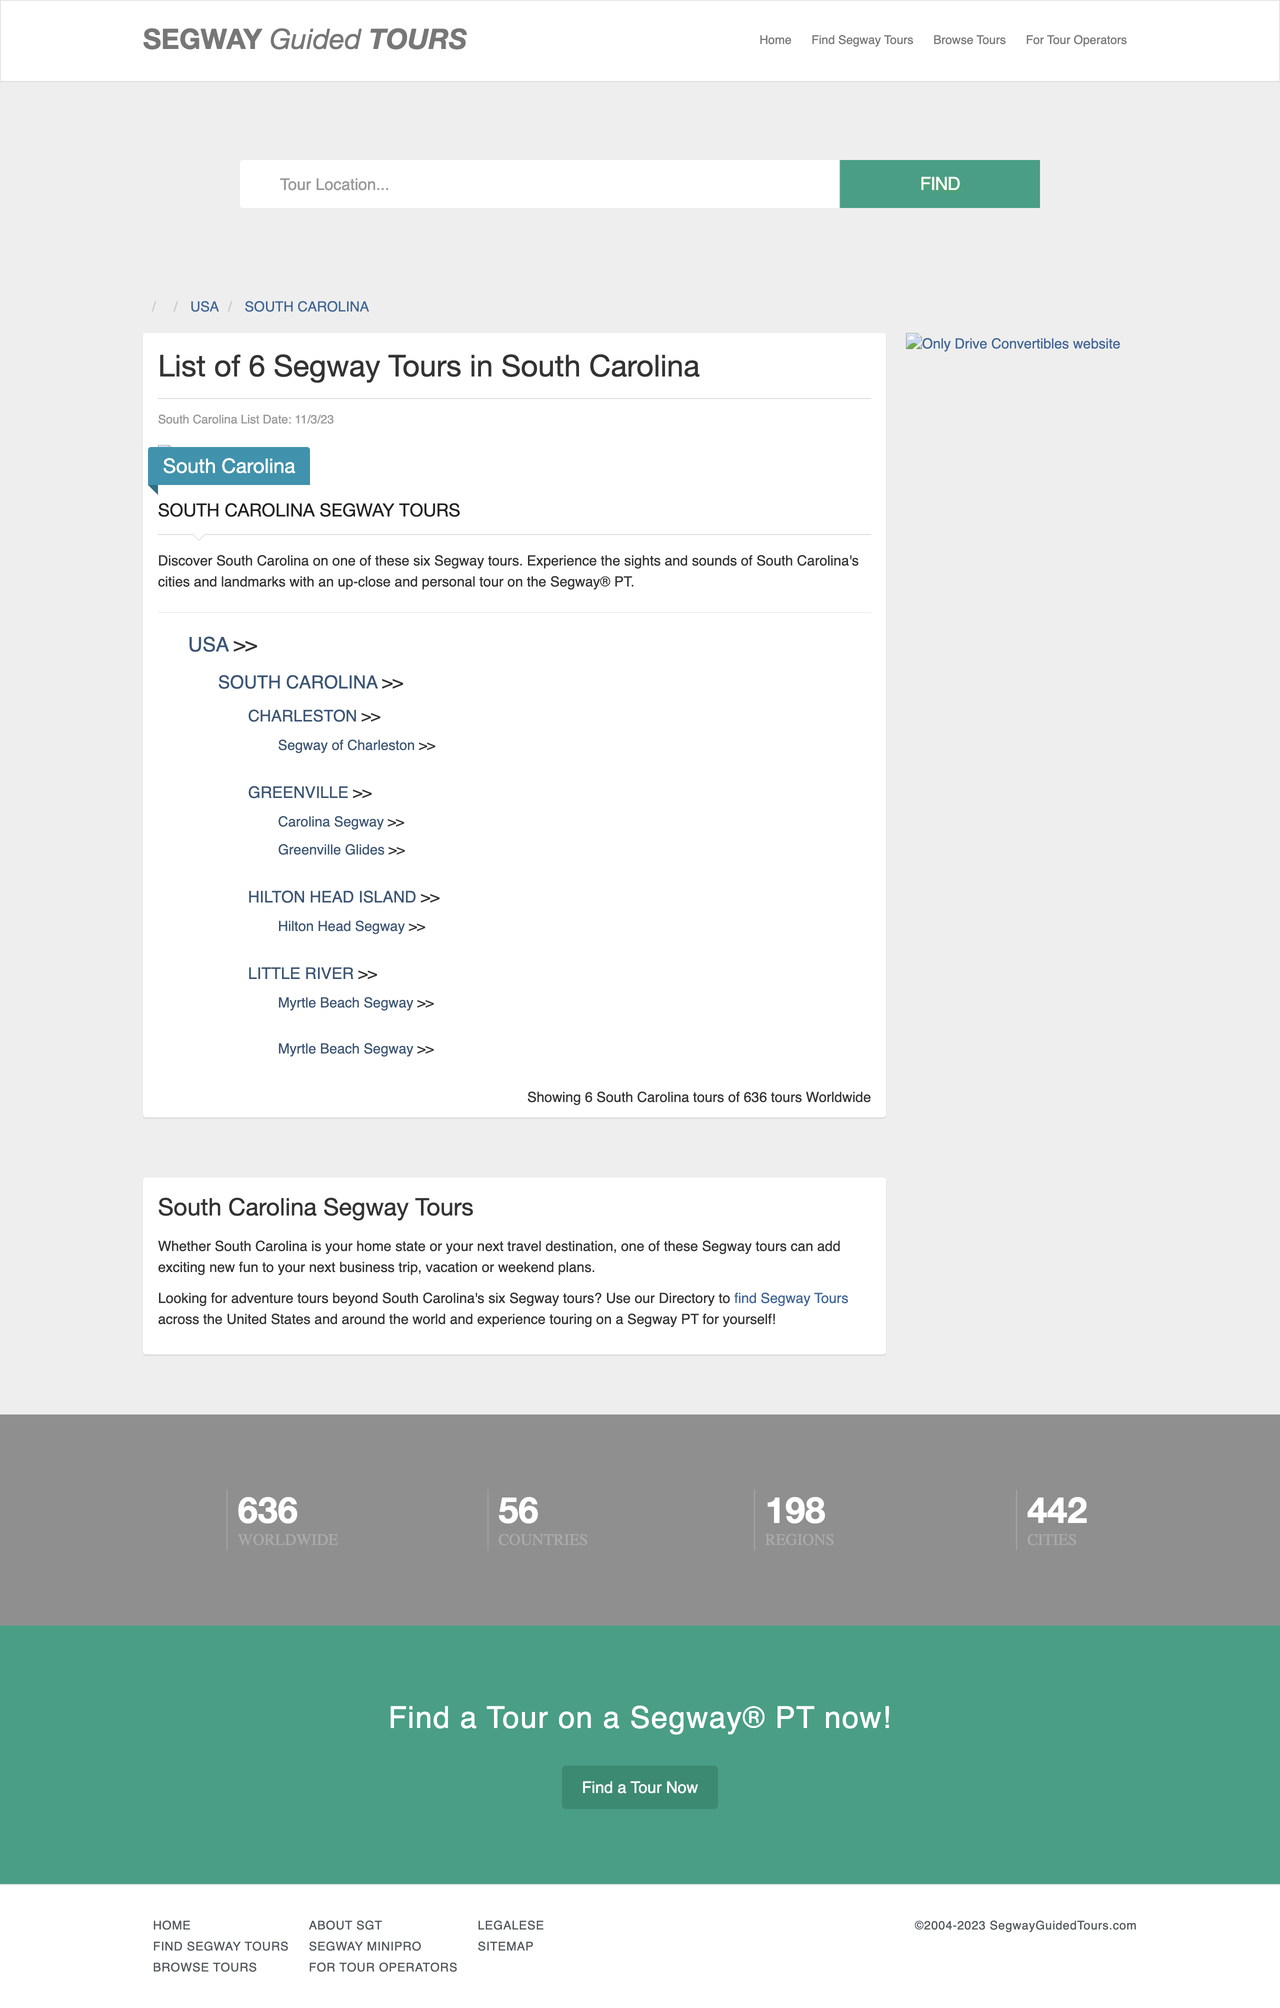 SEGWAY Guided TOURS
Home Find Segway Tours Browse Tours For Tour Operators
Tour Location...
FIND
/ / USA / SOUTH CAROLINA
List of 6 Segway Tours in South Carolina
Only Drive Convertibles website
South Carolina List Date: 11/3/23
South Carolina
SOUTH CAROLINA SEGWAY TOURS
Discover South Carolina on one of these six Segway tours. Experience the sights and sounds of South Carolina's
cities and landmarks with an up-close and personal tour on the Segway® PT.
USA >>
SOUTH CAROLINA >>
CHARLESTON >>
Segway of Charleston >>
GREENVILLE >>
Carolina Segway >>
Greenville Glides >>
HILTON HEAD ISLAND >>
Hilton Head Segway >>
LITTLE RIVER >>
Myrtle Beach Segway >>
Myrtle Beach Segway >>
Showing 6 South Carolina tours of 636 tours Worldwide
South Carolina Segway Tours
Whether South Carolina is your home state or your next travel destination, one of these Segway tours can add
exciting new fun to your next business trip, vacation or weekend plans.
Looking for adventure tours beyond South Carolina's six Segway tours? Use our Directory to find Segway Tours
across the United States and around the world and experience touring on a Segway PT for yourself!
636 56 198 442
WORLDWIDE COUNTRIES REGIONS CITIES
Find a Tour on a Segway® PT now!
Find a Tour Now
HOME ABOUT SGT LEGALESE ©2004-2023 SegwayGuidedTours.com
FIND SEGWAY TOURS SEGWAY MINIPRO SITEMAP
BROWSE TOURS FOR TOUR OPERATORS